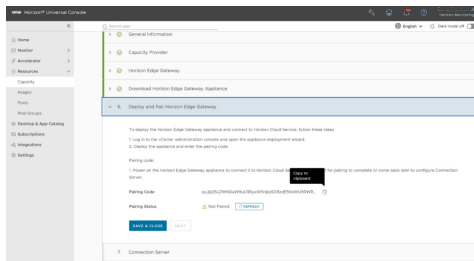 vmw Horizon® Universal Console
Search user
English
Dark mode off
General Information
Home
Monitor
Capacity Provider
Accelerator
Resources
Horizon Edge Gateway
Capacity
Images
Download Horizon Edge Gateway Appliance
Pools
Pool Groups
6. Deploy and Pair Horizon Edge Gateway
Desktop & App Catalog
Subscriptions
Integrations
Settings
To deploy the Horizon Edge Gateway appliance and connect to Horizon Cloud Service, follow these steps.
1. Log in to the vCenter administration console and open the appliance deployment wizard.
2. Deploy the appliance and enter the pairing code.
Pairing code:
Copy to
clipboard
1. Power on the Horizon Edge Gateway appliance to connect it to Horizon Cloud for pairing to complete or come back later to configure Connection
Server.
Pairing Code
Pairing Status
Not Paired
REFRESH
SAVE & CLOSE
NEXT
7. Connection Server